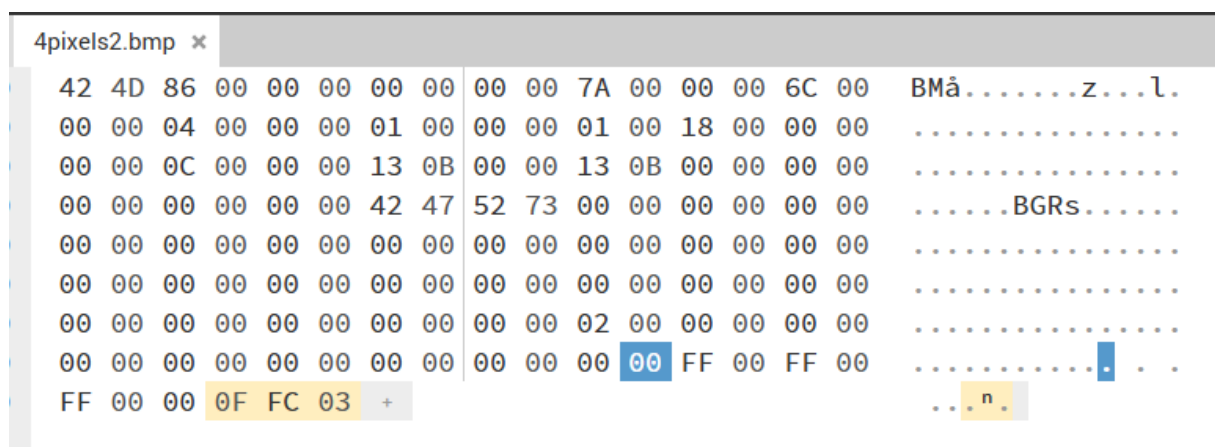 4pixels2.bmp ×
42 4D 86 00 00 00 00 00 00 00 7A 00 00 00 6C 00 BMå.......z...l.
00 00 04 00 00 00 01 00 00 00 01 00 18 00 00 00 ................
00 00 0C 00 00 00 13 0B 00 00 13 0B 00 00 00 00 ................
00 00 00 00 00 00 42 47 52 73 00 00 00 00 00 00 ......BGRs......
00 00 00 00 00 00 00 00 00 00 00 00 00 00 00 00 ................
00 00 00 00 00 00 00 00 00 00 00 00 00 00 00 00 ................
00 00 00 00 00 00 00 00 00 00 02 00 00 00 00 00 ................
00 00 00 00 00 00 00 00 00 00 00 00 FF 00 FF 00 ............ . .
FF 00 00 0F FC 03 + ...ⁿ.